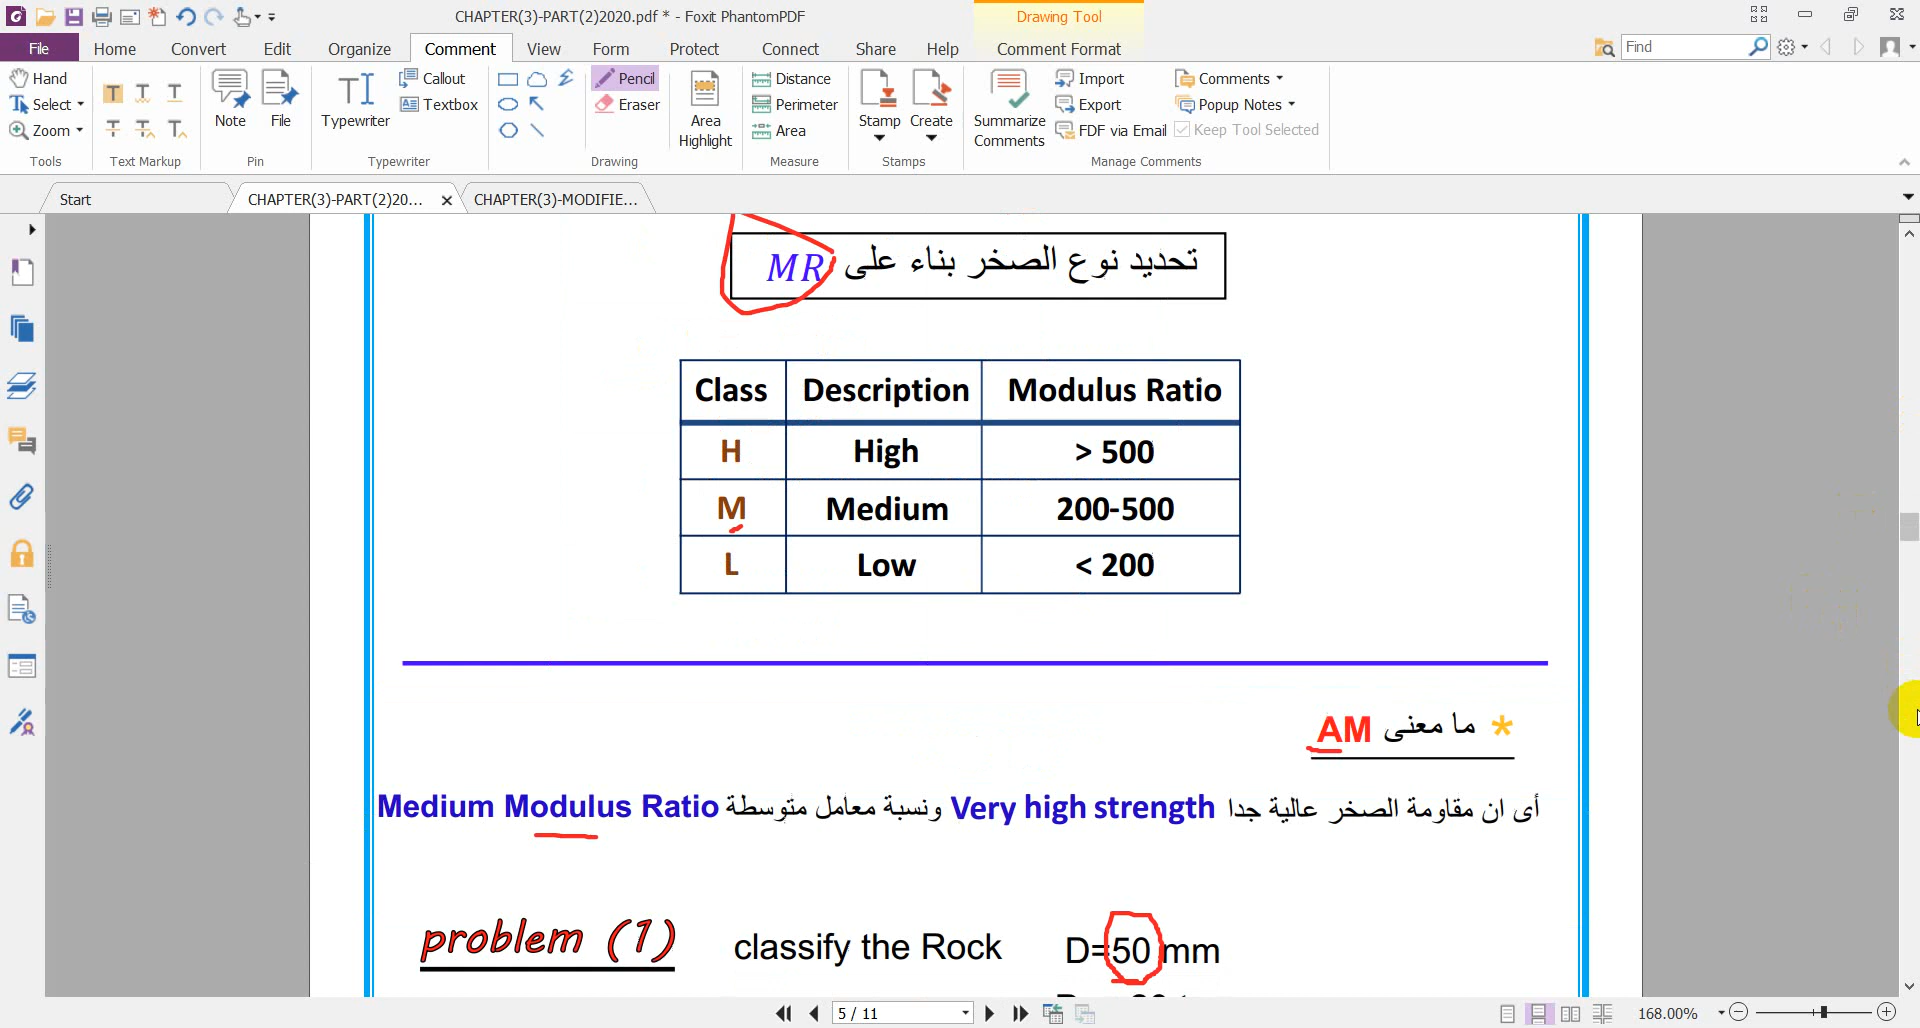 CHAPTER(3)-PART(2)2020.pdf * - Foxit PhantomPDF
Drawing Tool
File Home Convert Edit Organize Comment View Form Protect Connect Share Help Comment Format
Find
Hand
Select
Zoom
Tools
Text Markup
Note
File
Pin
Typewriter
Callout
Textbox
Typewriter
Pencil
Eraser
Drawing
Area
Highlight
Distance
Perimeter
Area
Measure
Stamp
Create
Stamps
Summarize
Comments
Import
Export
FDF via Email
Comments
Popup Notes
Keep Tool Selected
Manage Comments
Start
CHAPTER(3)-PART(2)20...
CHAPTER(3)-MODIFIE...
تحديد نوع الصخر بناء على MR
Class Description Modulus Ratio
H High > 500
M Medium 200-500
L Low < 200
* ما معنى AM
أى ان مقاومة الصخر عالية جدا Very high strength ونسبة معامل متوسطة Medium Modulus Ratio
problem (1) classify the Rock D=50 mm
5 / 11
168.00%